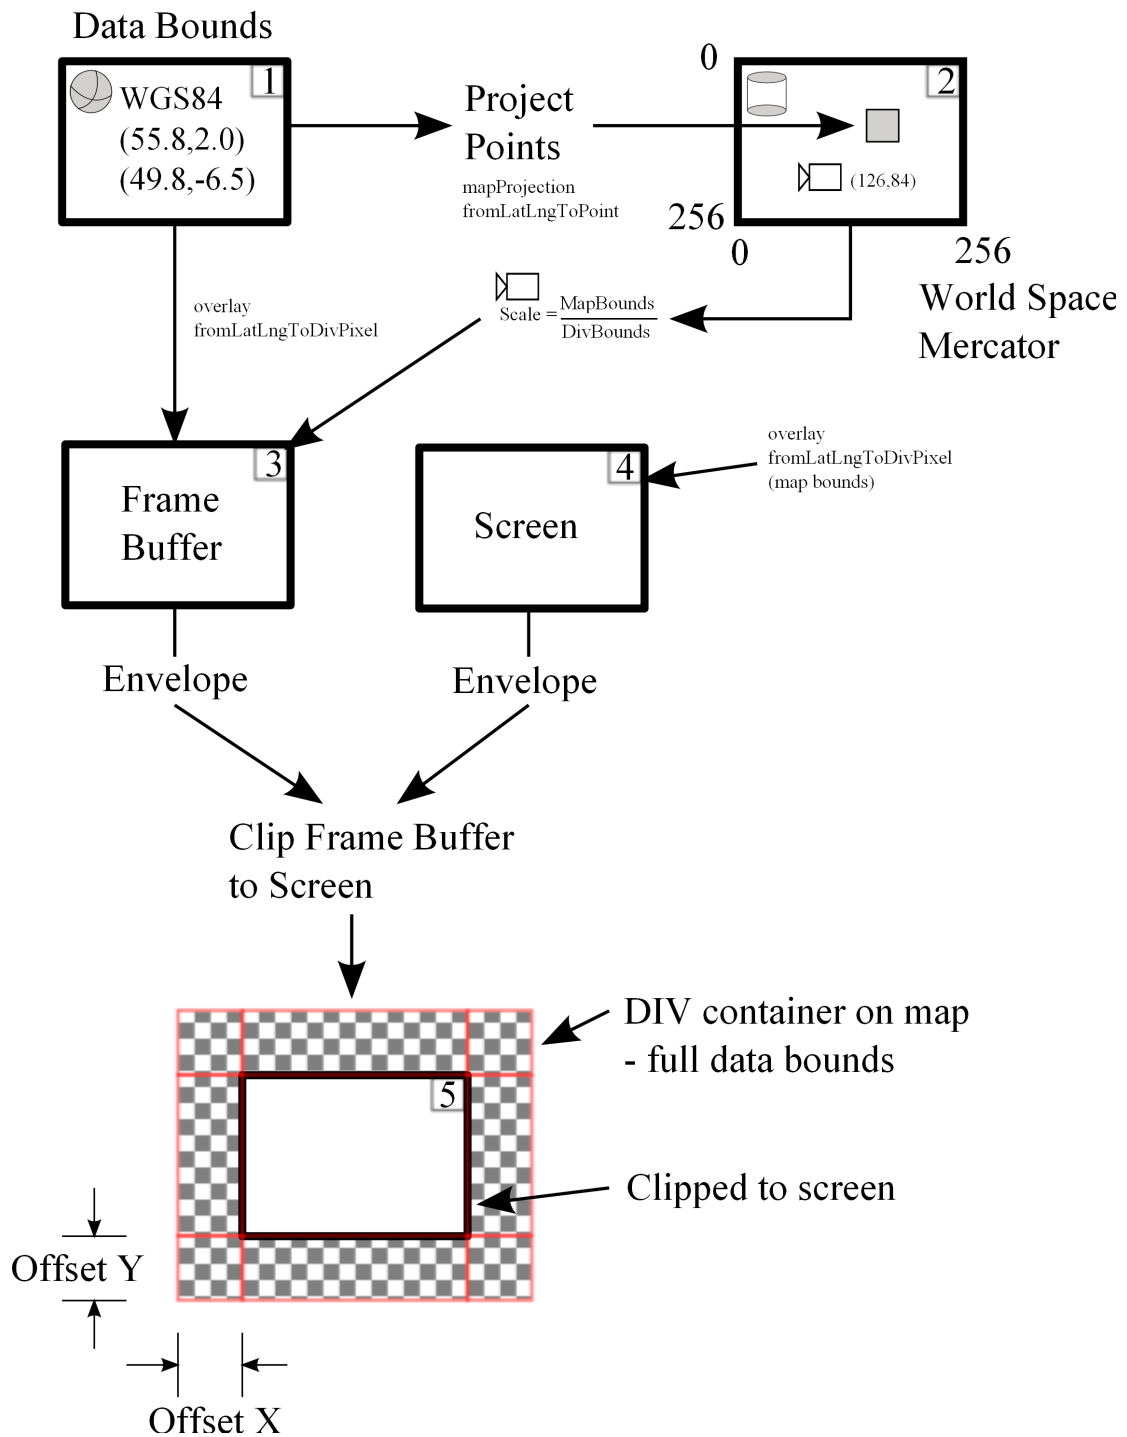 Data Bounds
1
WGS84
(55.8,2.0)
(49.8,-6.5)
Project
Points
mapProjection
fromLatLngToPoint
0
2
(126,84)
256
0
256
World Space
Mercator
overlay
fromLatLngToDivPixel
Scale = MapBounds
DivBounds
3
Frame
Buffer
4
Screen
overlay
fromLatLngToDivPixel
(map bounds)
Envelope
Envelope
Clip Frame Buffer
to Screen
DIV container on map
- full data bounds
5
Clipped to screen
Offset Y
Offset X